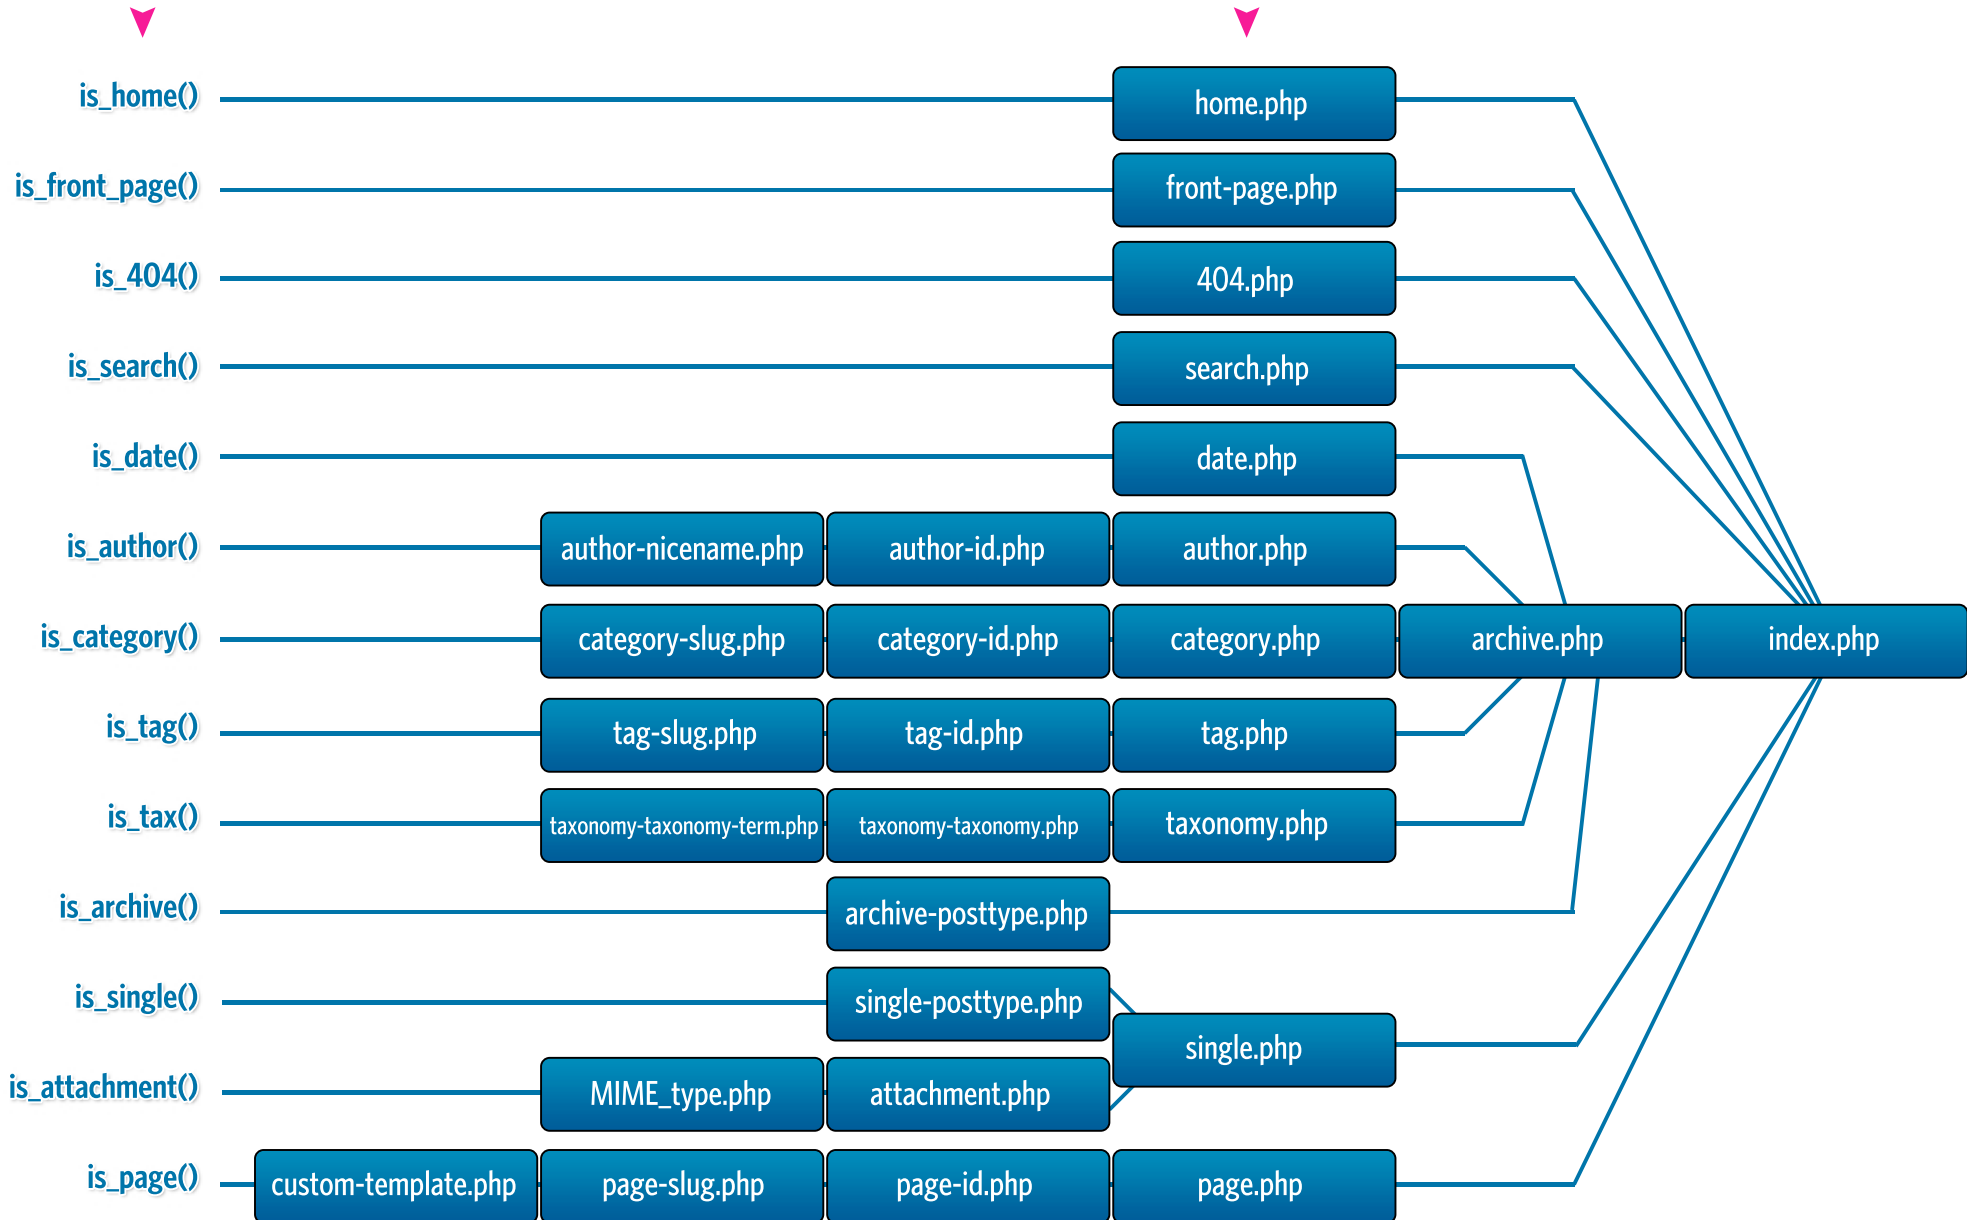 is_home() home.php
is_front_page() front-page.php
is_404() 404.php
is_search() search.php
is_date() date.php
is_author() author-nicename.php author-id.php author.php
is_category() category-slug.php category-id.php category.php archive.php index.php
is_tag() tag-slug.php tag-id.php tag.php
is_tax() taxonomy-taxonomy-term.php taxonomy-taxonomy.php taxonomy.php
is_archive() archive-posttype.php
is_single() single-posttype.php
single.php
is_attachment() MIME_type.php attachment.php
is_page() custom-template.php page-slug.php page-id.php page.php